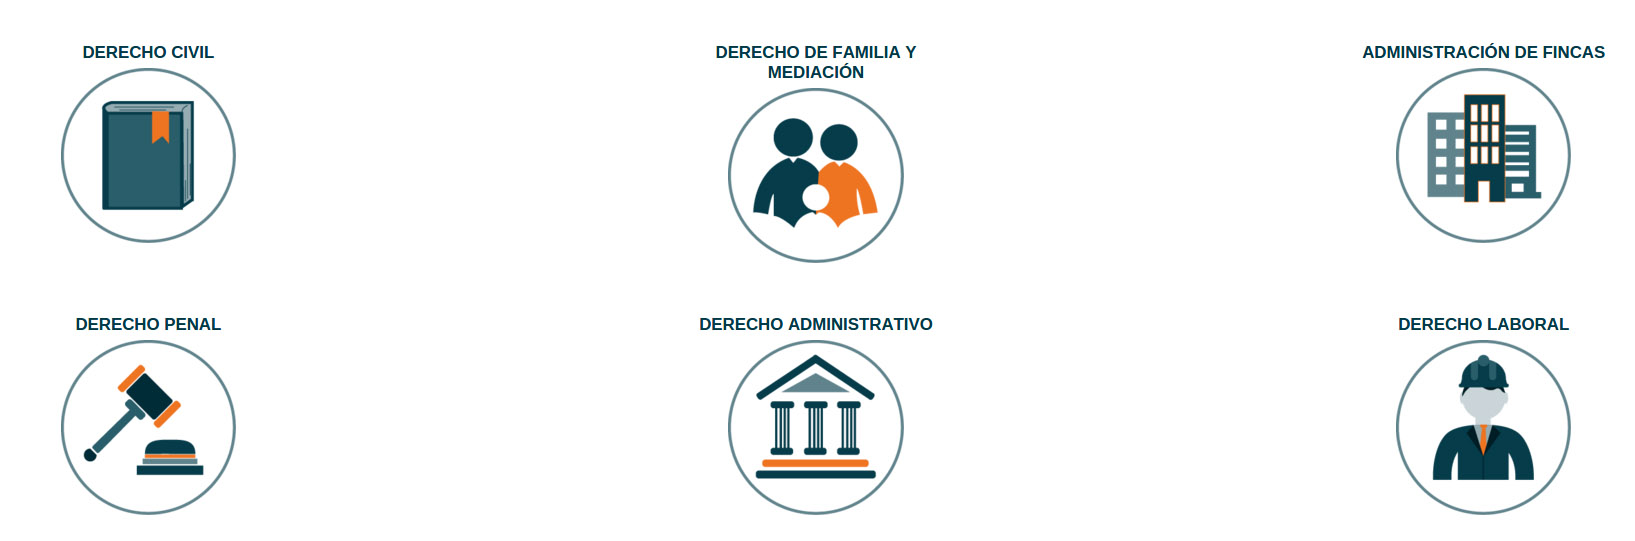 DERECHO CIVIL
DERECHO DE FAMILIA Y
MEDIACIÓN
ADMINISTRACIÓN DE FINCAS
DERECHO PENAL
DERECHO ADMINISTRATIVO
DERECHO LABORAL